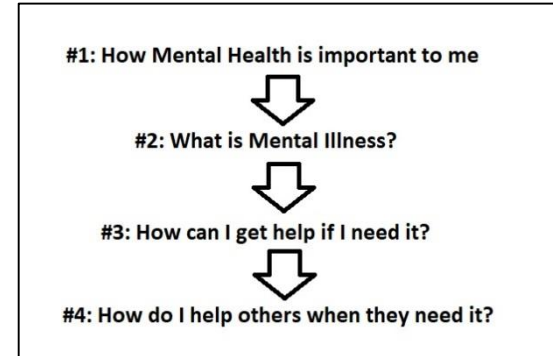 #1: How Mental Health is important to me
#2: What is Mental Illness?
#3: How can I get help if I need it?
#4: How do I help others when they need it?